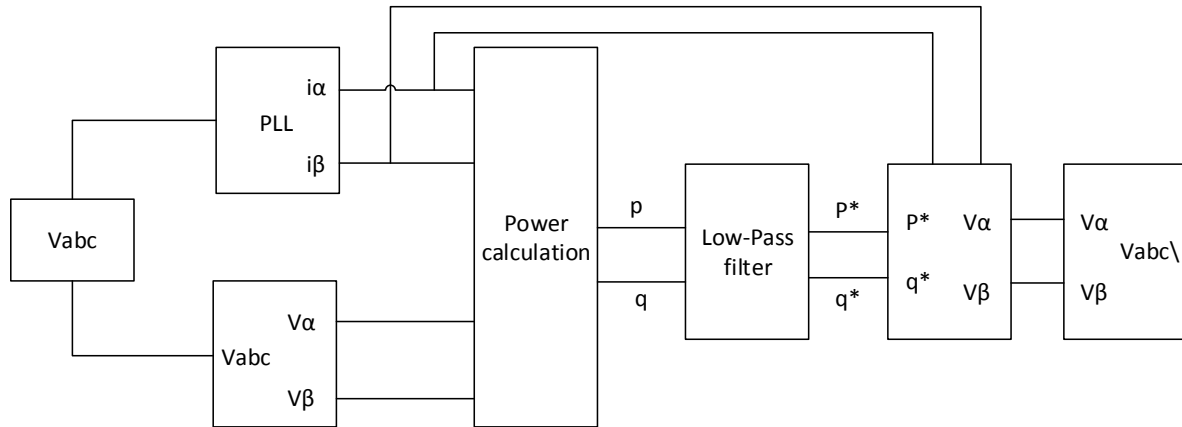 Vabc
iα
PLL
iβ
Vα
Vabc
Vβ
Power
calculation
p
q
Low-Pass
filter
P*
q*
P*
q*
Vα
Vβ
Vα
Vabc\
Vβ